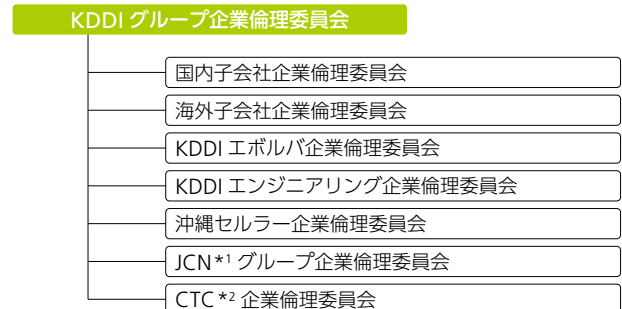 KDDI グループ企業倫理委員会
国内子会社企業倫理委員会
海外子会社企業倫理委員会
KDDI エボルバ企業倫理委員会
KDDI エンジニアリング企業倫理委員会
沖縄セルラー企業倫理委員会
JCN*1 グループ企業倫理委員会
CTC*2 企業倫理委員会